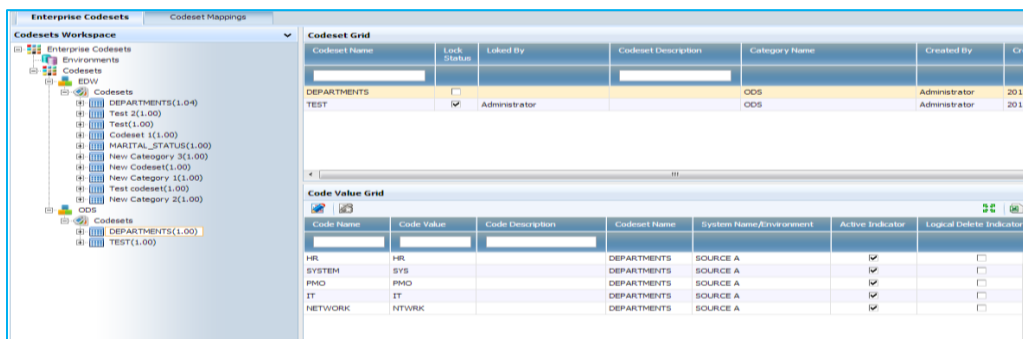 Enterprise Codesets Codeset Mappings
Codesets Workspace
Enterprise Codesets
Environments
Codesets
EDW
Codesets
DEPARTMENTS(1.04)
Test 2(1.00)
Test(1.00)
Codeset 1(1.00)
MARITAL_STATUS(1.00)
New Cateogory 3(1.00)
New Codeset(1.00)
New Category 1(1.00)
Test codeset(1.00)
New Category 2(1.00)
ODS
Codesets
DEPARTMENTS(1.00)
TEST(1.00)
Codeset Grid
Codeset Name Lock Status Loked By Codeset Description Category Name Created By Cr
DEPARTMENTS ODS Administrator 201
TEST Administrator ODS Administrator 201
Code Value Grid
Code Name Code Value Code Description Codeset Name System Name/Environment Active Indicator Logical Delete Indicator
HR HR DEPARTMENTS SOURCE A
SYSTEM SYS DEPARTMENTS SOURCE A
PMO PMO DEPARTMENTS SOURCE A
IT IT DEPARTMENTS SOURCE A
NETWORK NTWRK DEPARTMENTS SOURCE A